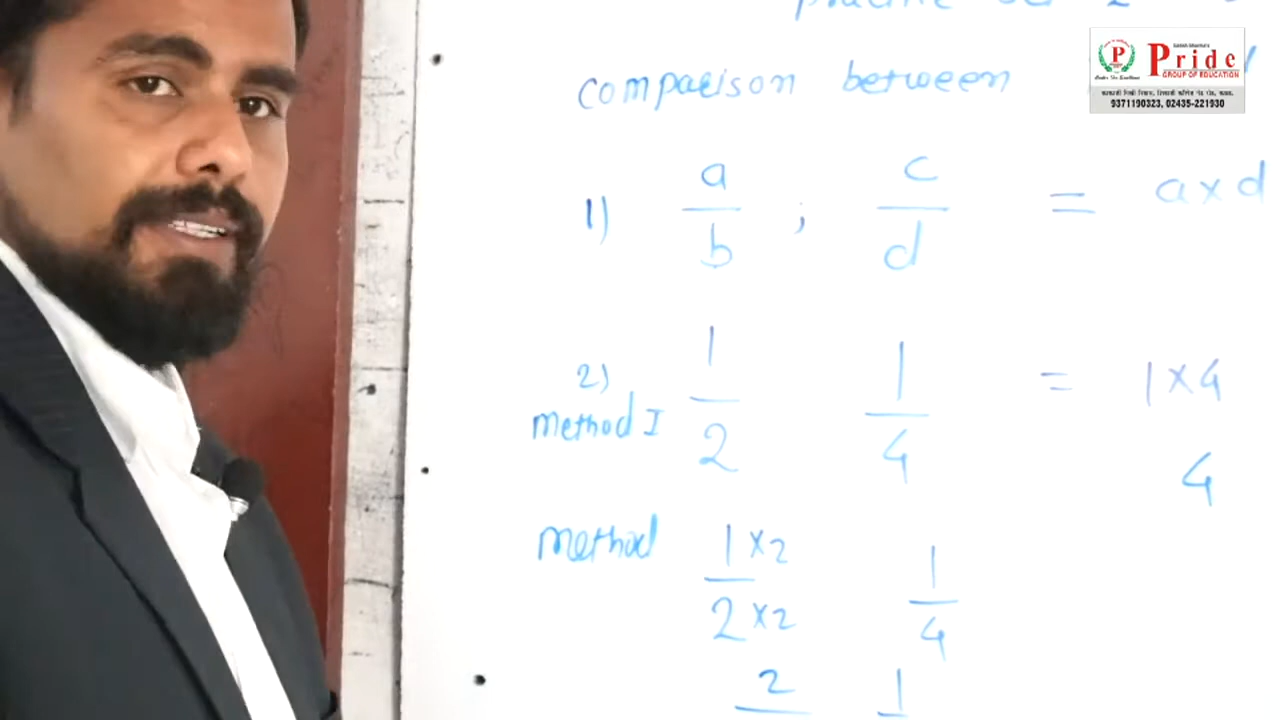 comparison between
1) a/b ; c/d = a x d
2) 1/2 1/4 = 1 x 4
method I
4
method 1 x 2 / 2 x 2 1/4
2 1
Pride
GROUP OF EDUCATION
9371190323, 02435-221930